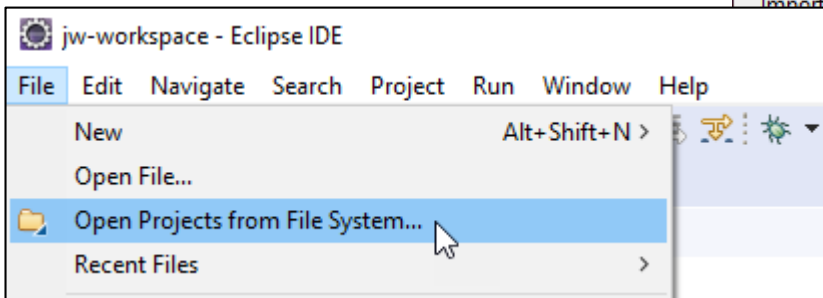 Import
jw-workspace - Eclipse IDE
File Edit Navigate Search Project Run Window Help
New Alt+Shift+N >
Open File...
Open Projects from File System...
Recent Files >